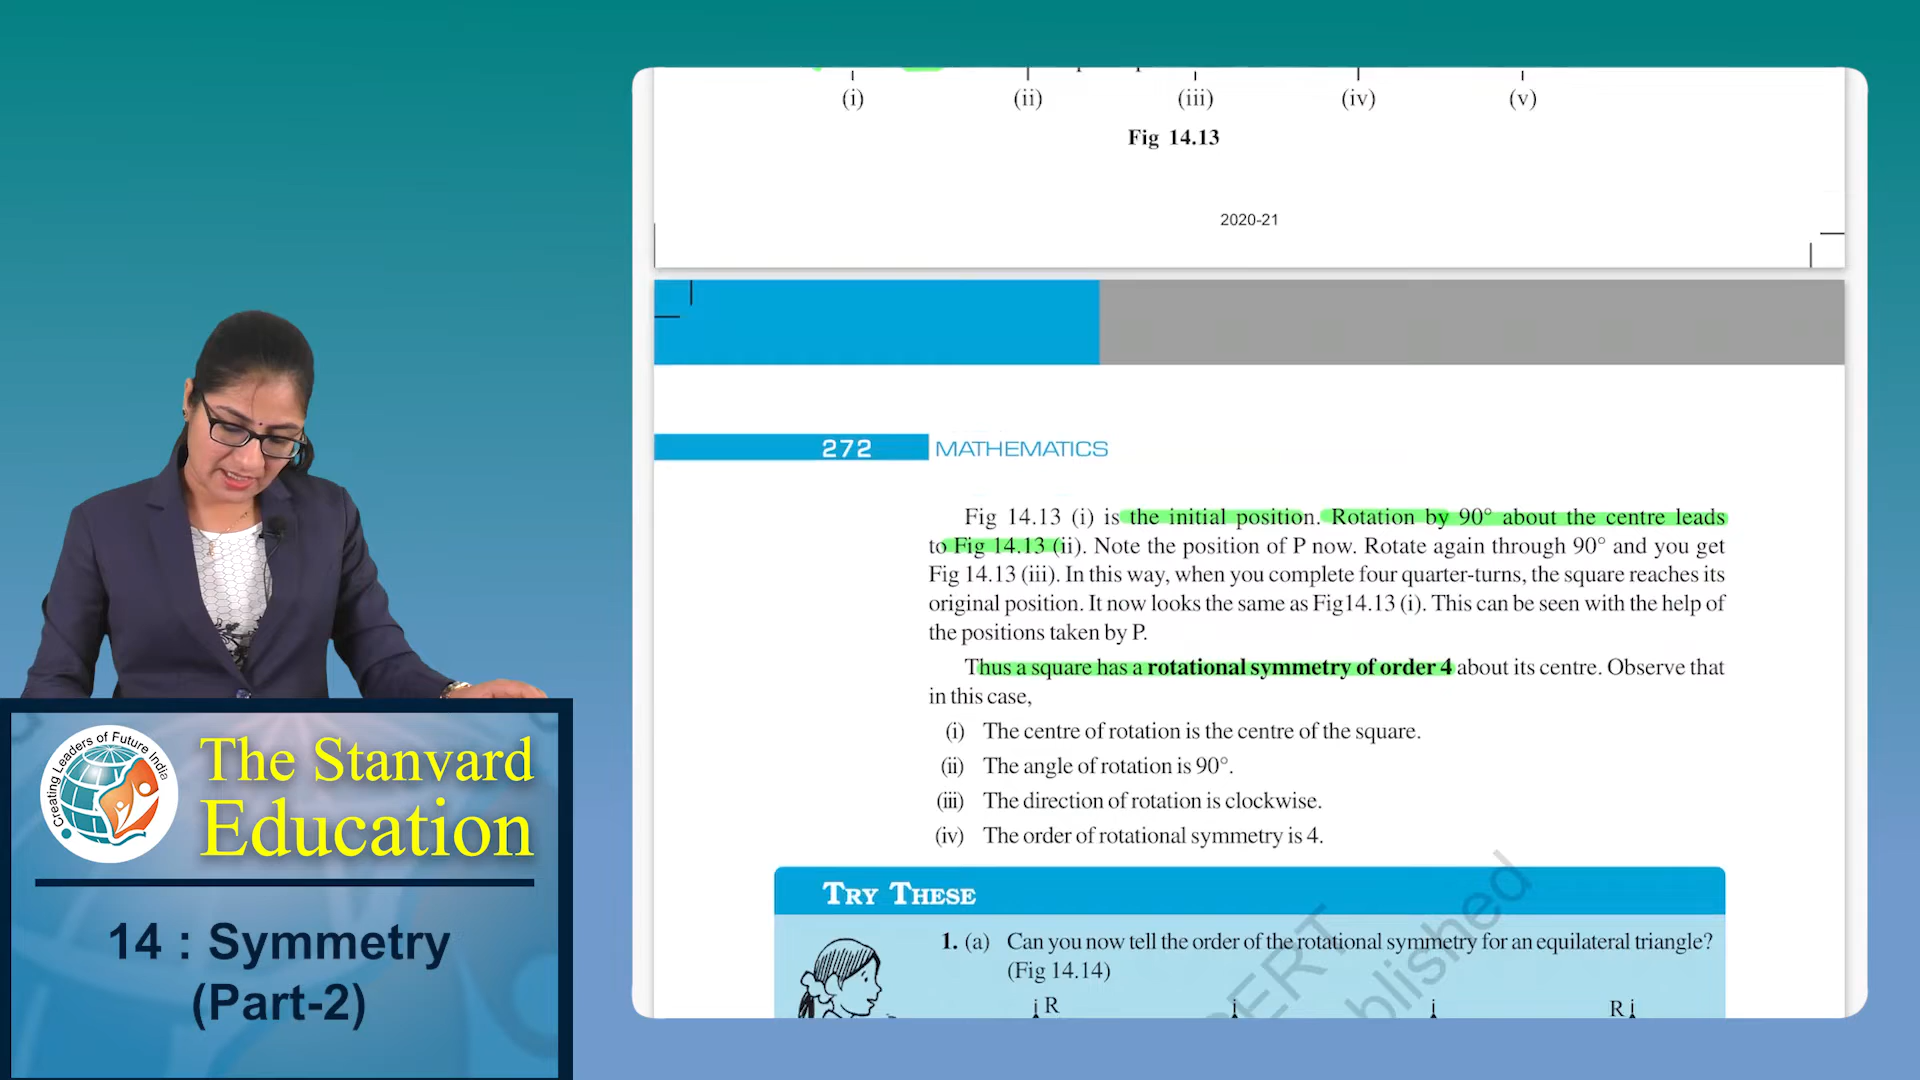 (i) (ii) (iii) (iv) (v)
Fig 14.13
2020-21
272 MATHEMATICS
Fig 14.13 (i) is the initial position. Rotation by 90° about the centre leads
to Fig 14.13 (ii). Note the position of P now. Rotate again through 90° and you get
Fig 14.13 (iii). In this way, when you complete four quarter-turns, the square reaches its
original position. It now looks the same as Fig14.13 (i). This can be seen with the help of
the positions taken by P.
Thus a square has a rotational symmetry of order 4 about its centre. Observe that
in this case,
(i) The centre of rotation is the centre of the square.
(ii) The angle of rotation is 90°.
(iii) The direction of rotation is clockwise.
(iv) The order of rotational symmetry is 4.
TRY THESE
1. (a) Can you now tell the order of the rotational symmetry for an equilateral triangle?
(Fig 14.14)
R R
Creating Leaders of Future India
The Stanvard
Education
14 : Symmetry
(Part-2)